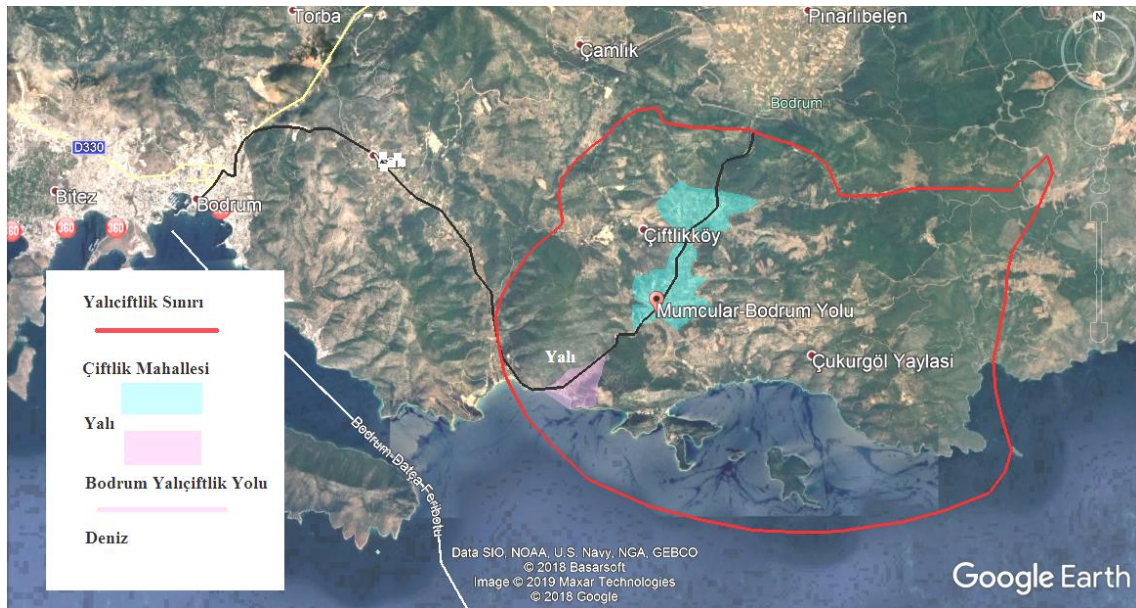 Torba
Pınarlıbelen
N
Çamlık
Bodrum
D330
Bitez
Bodrum
Çiftlikköy
360
360
360
Mumcular-Bodrum Yolu
Yalıçiftlik Sınırı
Yalı
Çukurgöl Yaylasi
Çiftlik Mahallesi
Yalı
Bodrum Yalıçiftlik Yolu
Bodrum-Datça Feribotu
Deniz
Data SIO, NOAA, U.S. Navy, NGA, GEBCO
© 2018 Basarsoft
Image © 2019 Maxar Technologies
© 2018 Google
Google Earth